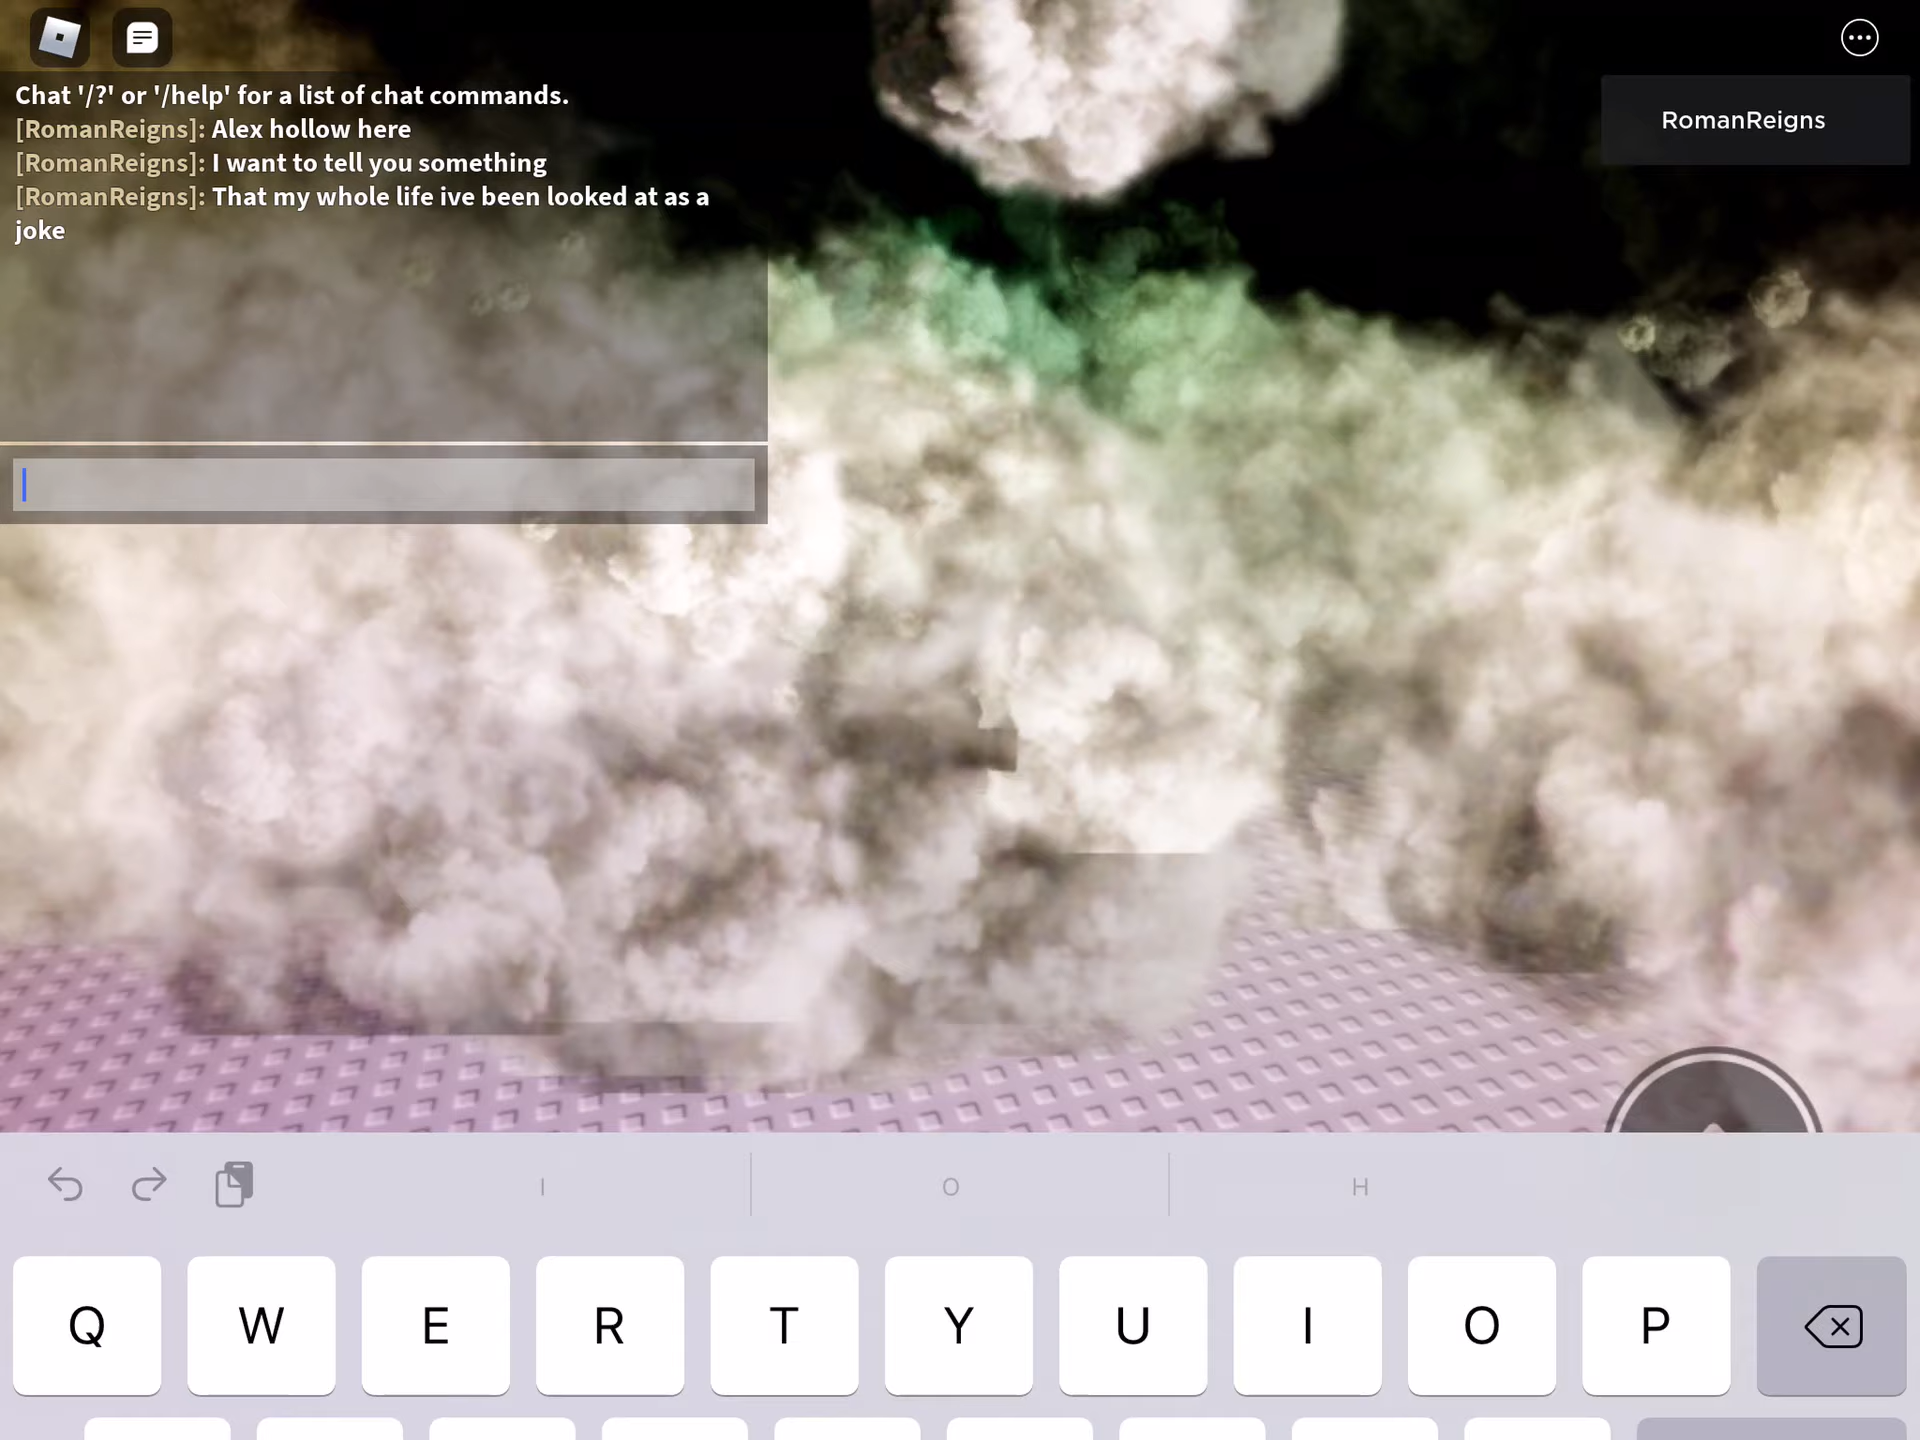 Chat '/?' or '/help' for a list of chat commands.
[RomanReigns]: Alex hollow here
[RomanReigns]: I want to tell you something
[RomanReigns]: That my whole life ive been looked at as a
joke
RomanReigns
I O H
Q W E R T Y U I O P